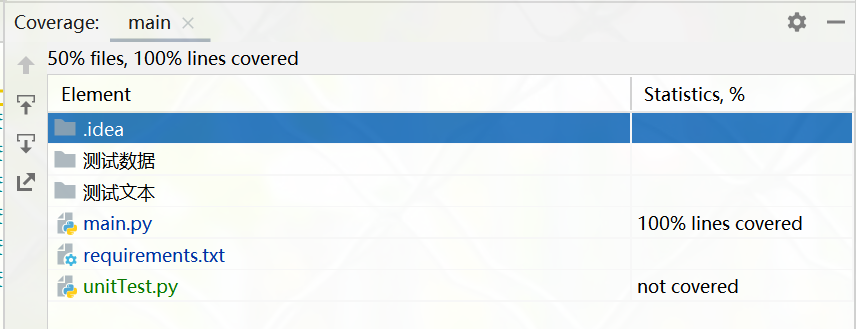 Coverage: main
50% files, 100% lines covered
Element Statistics, %
.idea
测试数据
测试文本
main.py 100% lines covered
requirements.txt
unitTest.py not covered